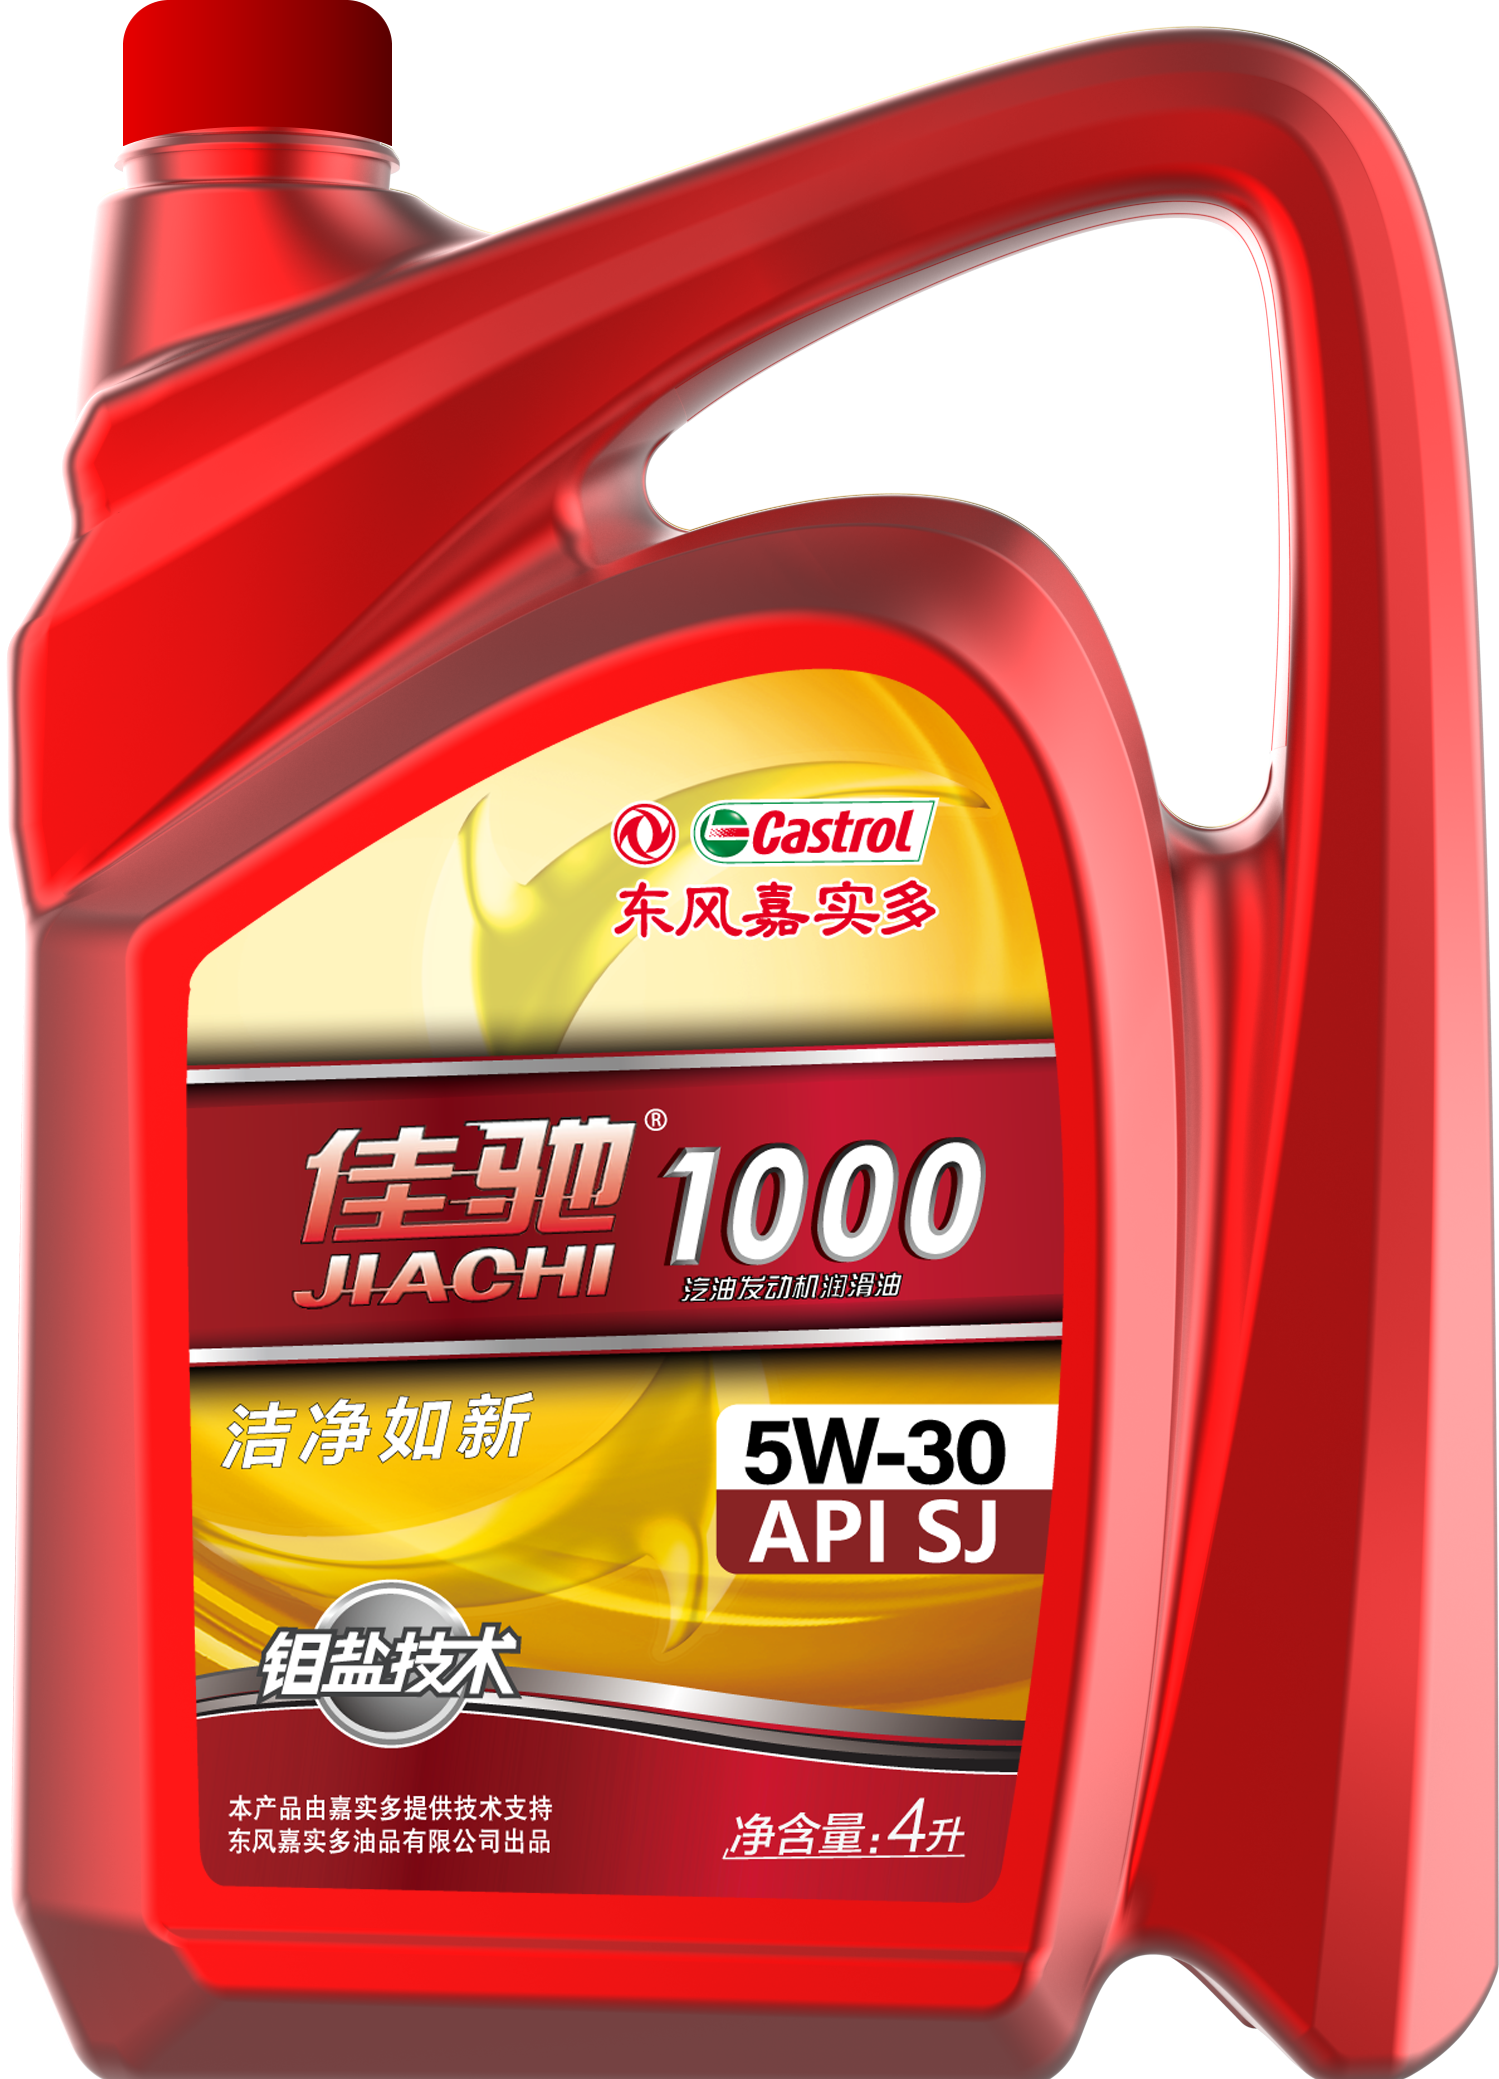 Castrol
东风嘉实多
佳驰®
JIACHI
1000
汽油发动机润滑油
洁净如新
5W-30
API SJ
钼盐技术
本产品由嘉实多提供技术支持
东风嘉实多油品有限公司出品
净含量:4升